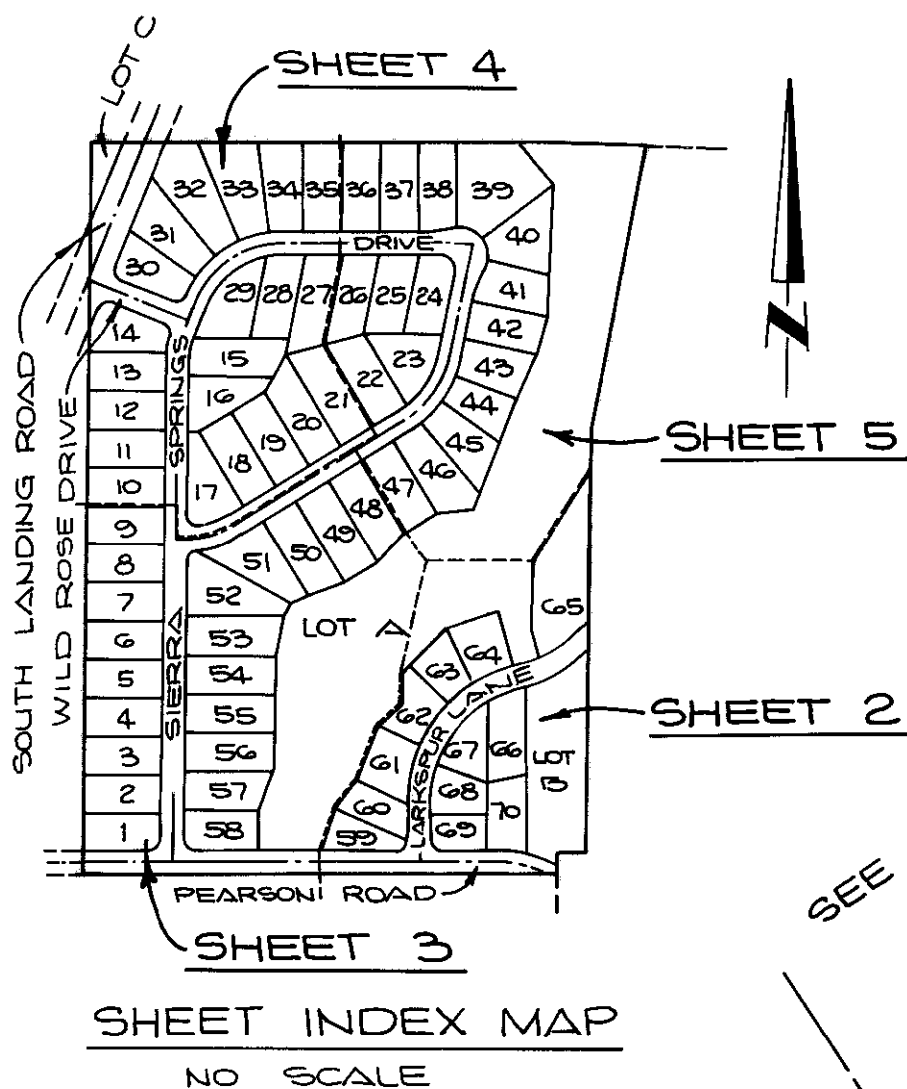 LOT C
SHEET 4
32 33 34 35 36 37 38 39
31
30
40
DRIVE
29 28 27 26 25 24
41
42
14
13
12
11
10
15
16
17 18 19 20 21 22 23
43
44
45
46
47
48
49
50
51
52
SPRINGS
SOUTH LANDING ROAD
WILD ROSE DRIVE
N
SHEET 5
9
8
7
6
5
4
3
2
1
SIERRA
53
54
55
56
57
58
LOT A
65
64
63
62
61
60
59
LARKSPUR LANE
67 66
68
69 70
LOT
B
SHEET 2
PEARSON ROAD
SHEET 3
SEE
SHEET INDEX MAP
NO SCALE